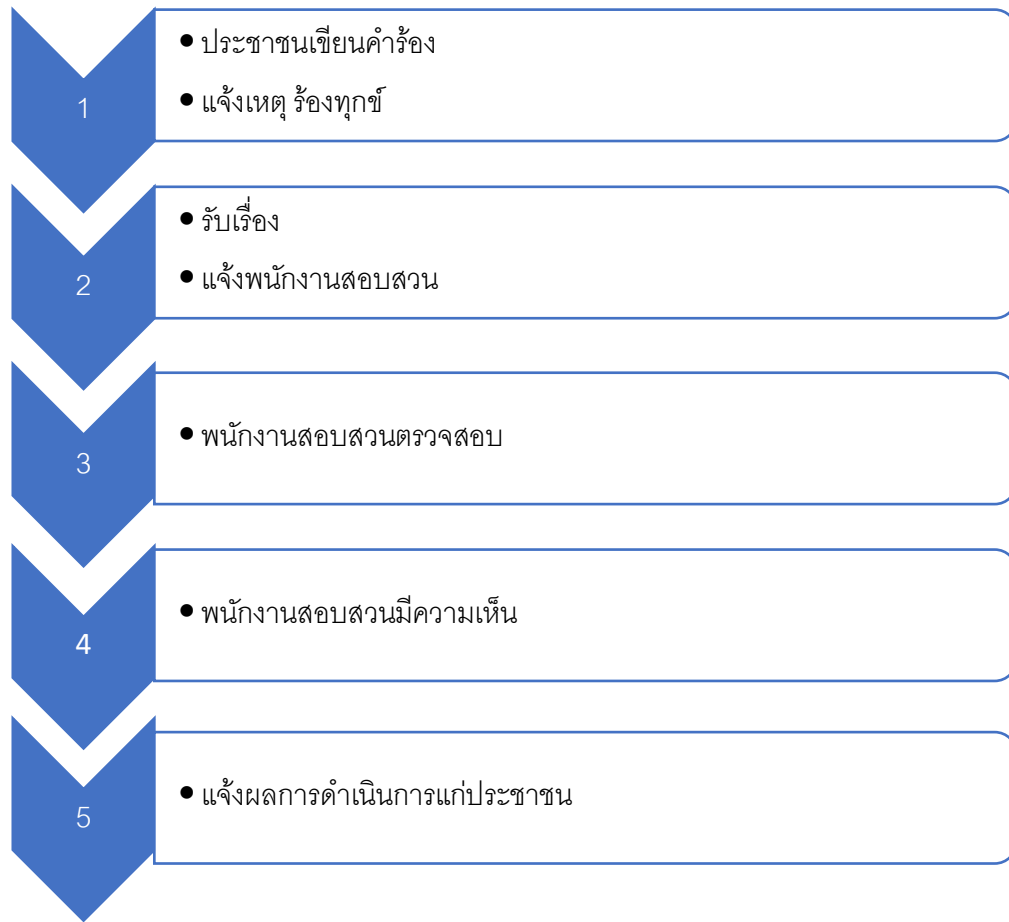 1
• ประชาชนเขียนคำร้อง
• แจ้งเหตุ ร้องทุกข์
2
• รับเรื่อง
• แจ้งพนักงานสอบสวน
3
• พนักงานสอบสวนตรวจสอบ
4
• พนักงานสอบสวนมีความเห็น
5
• แจ้งผลการดำเนินการแก่ประชาชน